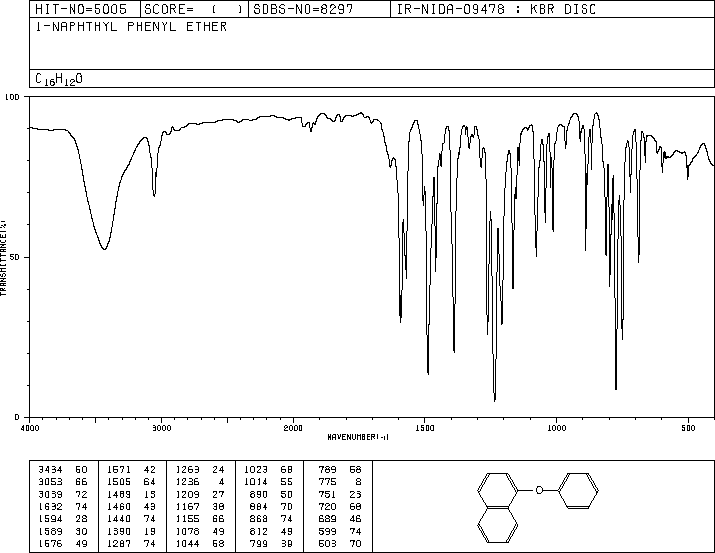 HIT-NO=5005 SCORE= ( ) SDBS-NO=8297 IR-NIDA-09478 : KBR DISC
1-NAPHTHYL PHENYL ETHER
C16H12O
100
50
0
TRANSMITTANCE(%)
4000 3000 2000 1500 1000 500
WAVENUMBER(-1)
3434 50 1571 42 1263 24 1023 68 789 58
3053 66 1505 64 1236 4 1014 55 775 8
3039 72 1489 15 1209 27 890 50 751 23
1632 74 1460 49 1167 38 884 70 720 68
1594 28 1440 74 1155 66 868 74 689 46
1589 30 1390 19 1078 49 812 49 599 74
1576 49 1287 74 1044 58 799 39 503 70
O